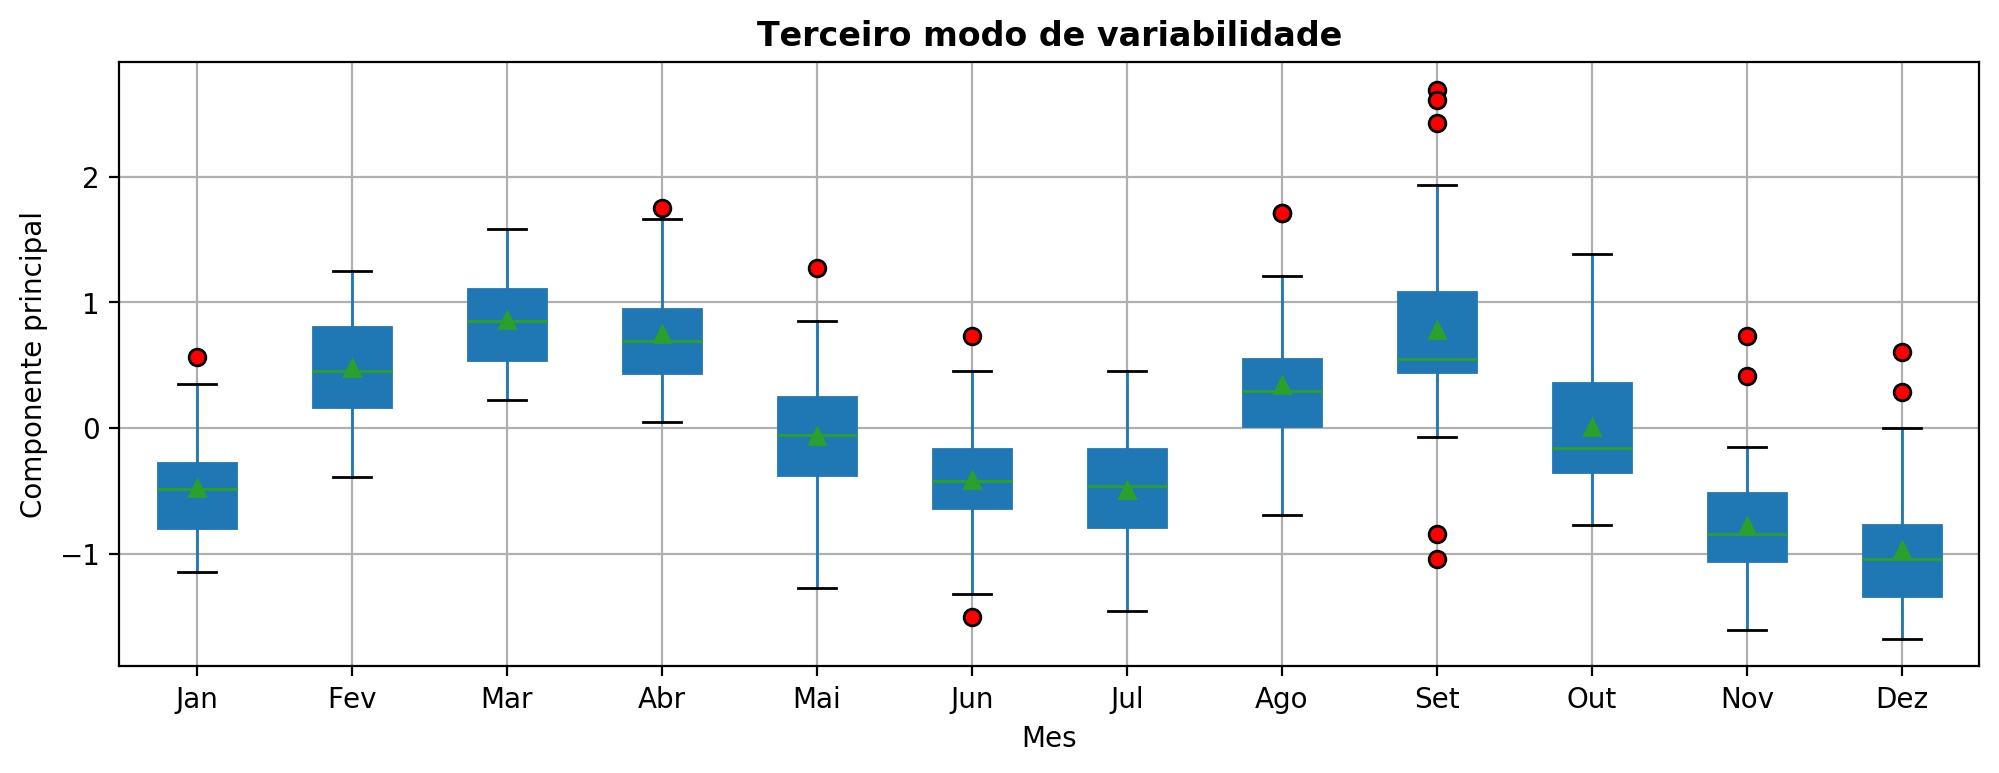 Terceiro modo de variabilidade
Componente principal
2
1
0
−1
Jan Fev Mar Abr Mai Jun Jul Ago Set Out Nov Dez
Mes